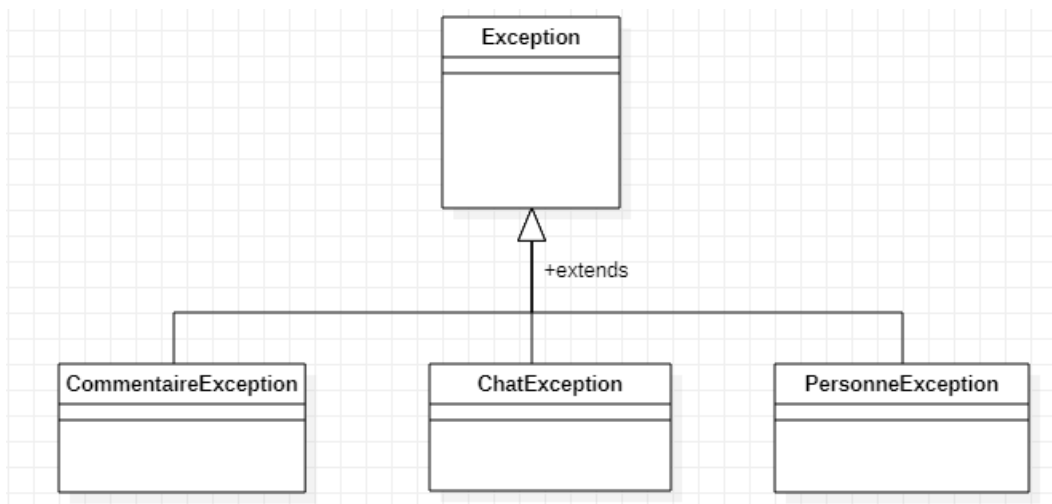 Exception
+extends
CommentaireException
ChatException
PersonneException